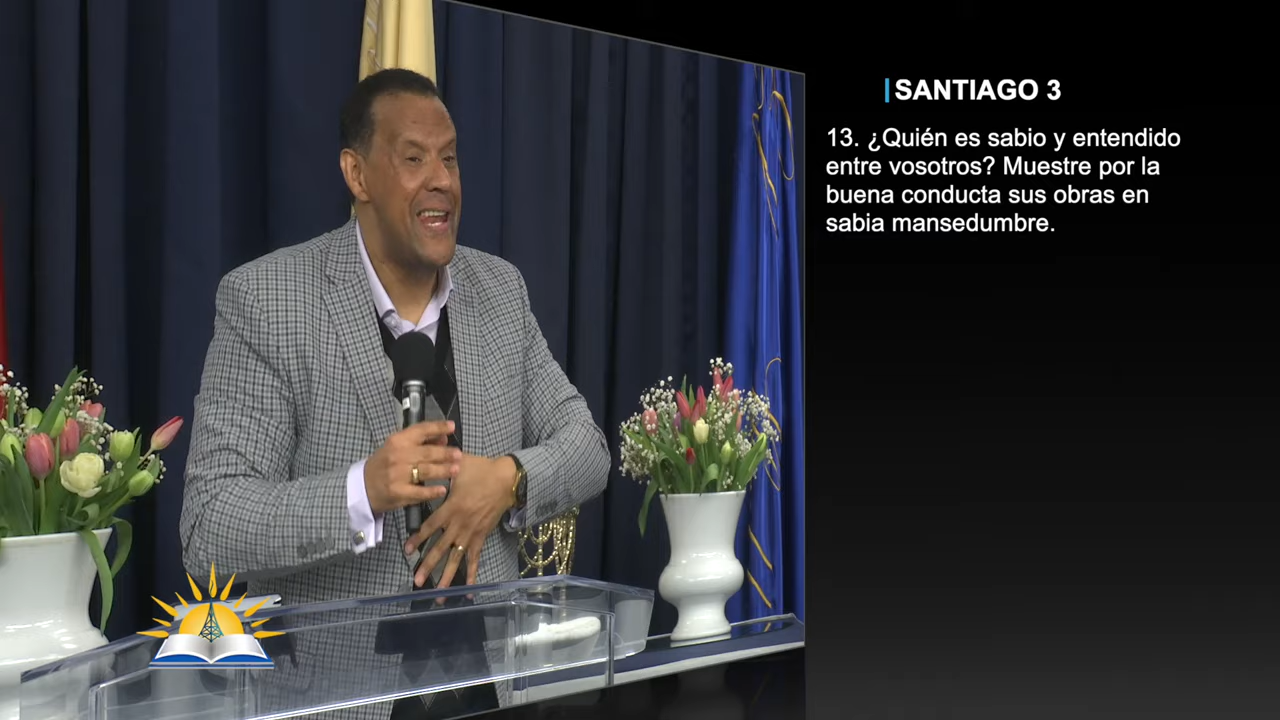 SANTIAGO 3
13. ¿Quién es sabio y entendido
entre vosotros? Muestre por la
buena conducta sus obras en
sabia mansedumbre.